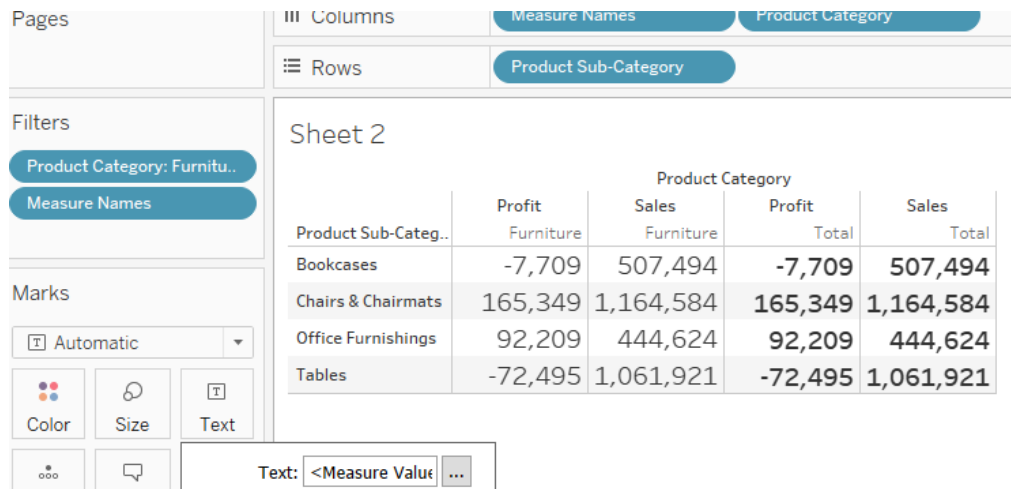 Pages
Columns
Measure Names
Product Category
Rows
Product Sub-Category
Filters
Product Category: Furnitu..
Measure Names
Marks
Automatic
Color
Size
Text
Sheet 2
Product Category
Profit Sales Profit Sales
Product Sub-Categ.. Furniture Furniture Total Total
Bookcases -7,709 507,494 -7,709 507,494
Chairs & Chairmats 165,349 1,164,584 165,349 1,164,584
Office Furnishings 92,209 444,624 92,209 444,624
Tables -72,495 1,061,921 -72,495 1,061,921
Text: <Measure Value ...